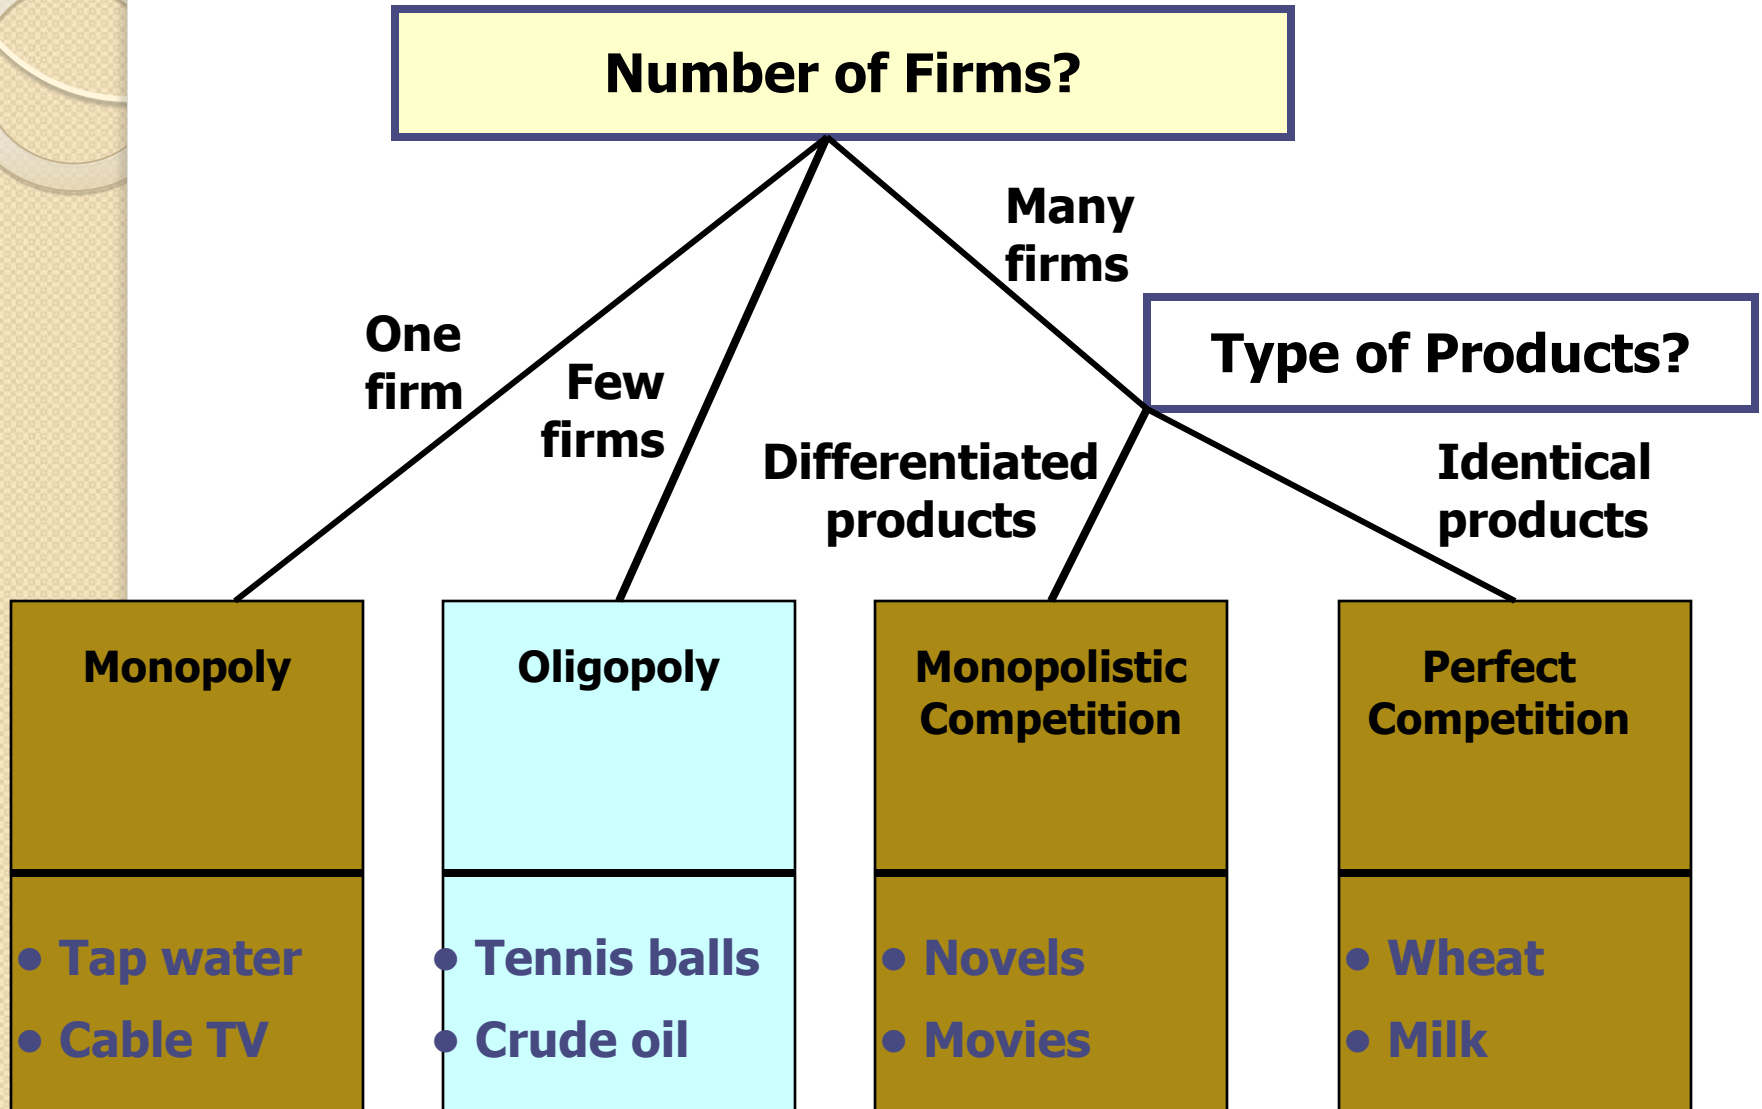 Number of Firms?
Many
firms
Type of Products?
One
firm
Few
firms
Differentiated
products
Identical
products
Monopoly
• Tap water
• Cable TV
Oligopoly
• Tennis balls
• Crude oil
Monopolistic
Competition
• Novels
• Movies
Perfect
Competition
• Wheat
• Milk